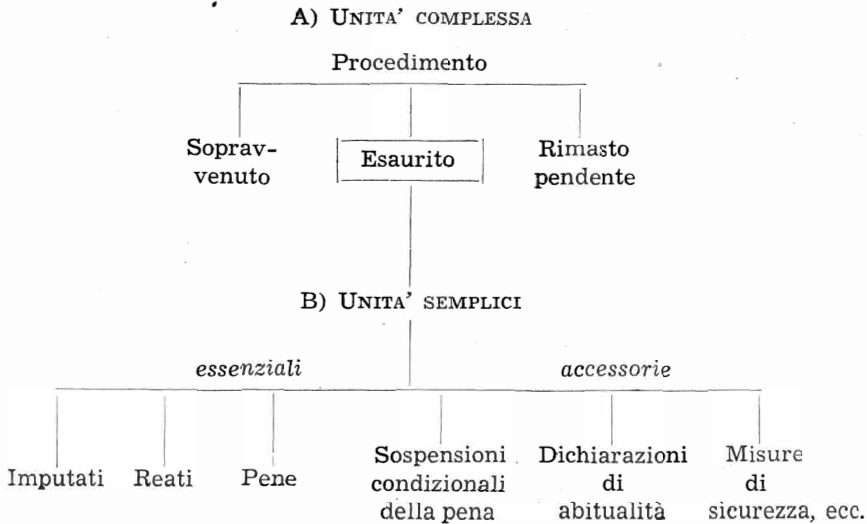 A) UNITA' COMPLESSA
Procedimento
Soprav-
venuto
Esaurito
Rimasto
pendente
B) UNITA' SEMPLICI
essenziali
accessorie
Imputati
Reati
Pene
Sospensioni
condizionali
della pena
Dichiarazioni
di
abitualità
Misure
di
sicurezza, ecc.